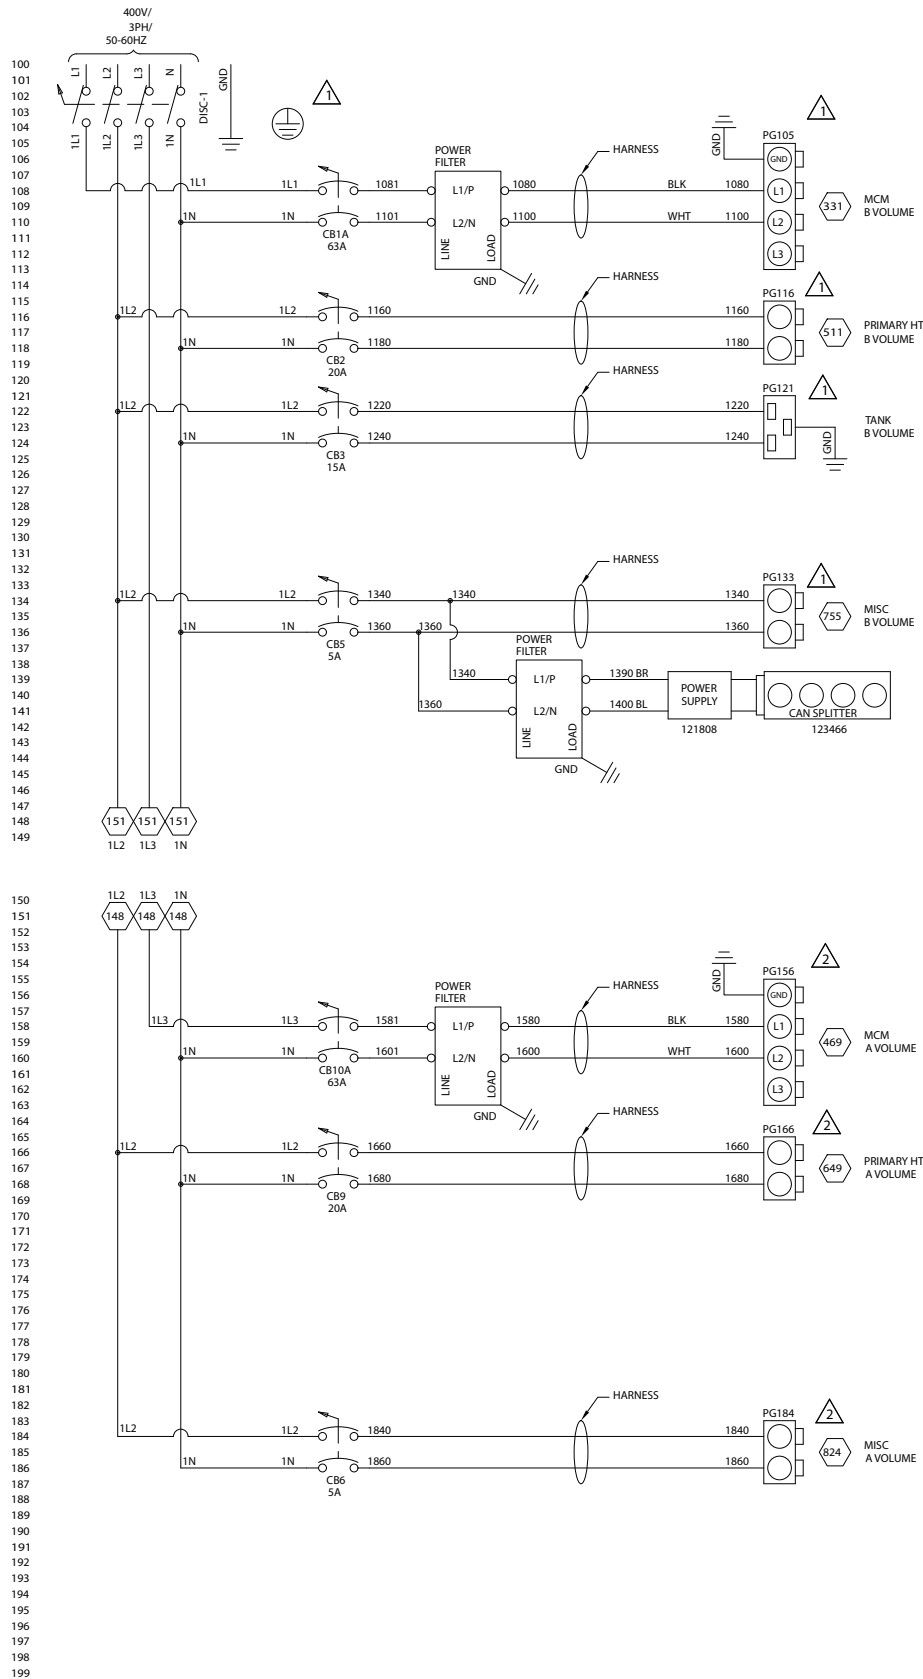 400V/
3PH/
50-60HZ
100
L1 L2 L3 N GND
101
102
DISC-1
1
103
104
1L1 1L2 1L3 1N
1
105
GND PG105
106
POWER
FILTER
HARNESS
GND
107
108
1L1 1L1 1081 L1/P 1080 BLK 1080 L1
109
331
MCM
B VOLUME
110
1N 1N 1101 L2/N 1100 WHT 1100 L2
111
CB1A
63A
LINE LOAD
112
L3
113
114
GND
HARNESS
1
115
PG116
116
1L2 1L2 1160 1160
117
511
PRIMARY HT
B VOLUME
118
1N 1N 1180 1180
119
CB2
20A
120
HARNESS
121
PG121
1
122
1L2 1L2 1220 1220
123
TANK
B VOLUME
124
1N 1N 1240 1240
GND
125
CB3
15A
126
127
128
129
130
131
132
HARNESS
133
PG133
1
134
1L2 1L2 1340 1340 1340
135
755
MISC
B VOLUME
136
1N 1N 1360 1360 1360
137
CB5
5A
POWER
FILTER
138
139
1340 L1/P 1390 BR
140
POWER
SUPPLY
141
1360 L2/N 1400 BL
CAN SPLITTER
142
121808 123466
143
LINE LOAD
144
GND
145
146
147
148
151 151 151
149
1L2 1L3 1N
150
1L2 1L3 1N
151
148 148 148
152
153
154
2
155
GND PG156
156
POWER
FILTER
HARNESS
GND
157
158
1L3 1L3 1581 L1/P 1580 BLK 1580 L1
159
469
MCM
A VOLUME
160
1N 1N 1601 L2/N 1600 WHT 1600 L2
161
CB10A
63A
LINE LOAD
162
L3
163
164
GND
HARNESS
2
165
PG166
166
1L2 1L2 1660 1660
167
649
PRIMARY HT
A VOLUME
168
1N 1N 1680 1680
169
CB9
20A
170
171
172
173
174
175
176
177
178
179
180
181
182
HARNESS
183
PG184
2
184
1L2 1L2 1840 1840
185
824
MISC
A VOLUME
186
1N 1N 1860 1860
187
CB6
5A
188
189
190
191
192
193
194
195
196
197
198
199